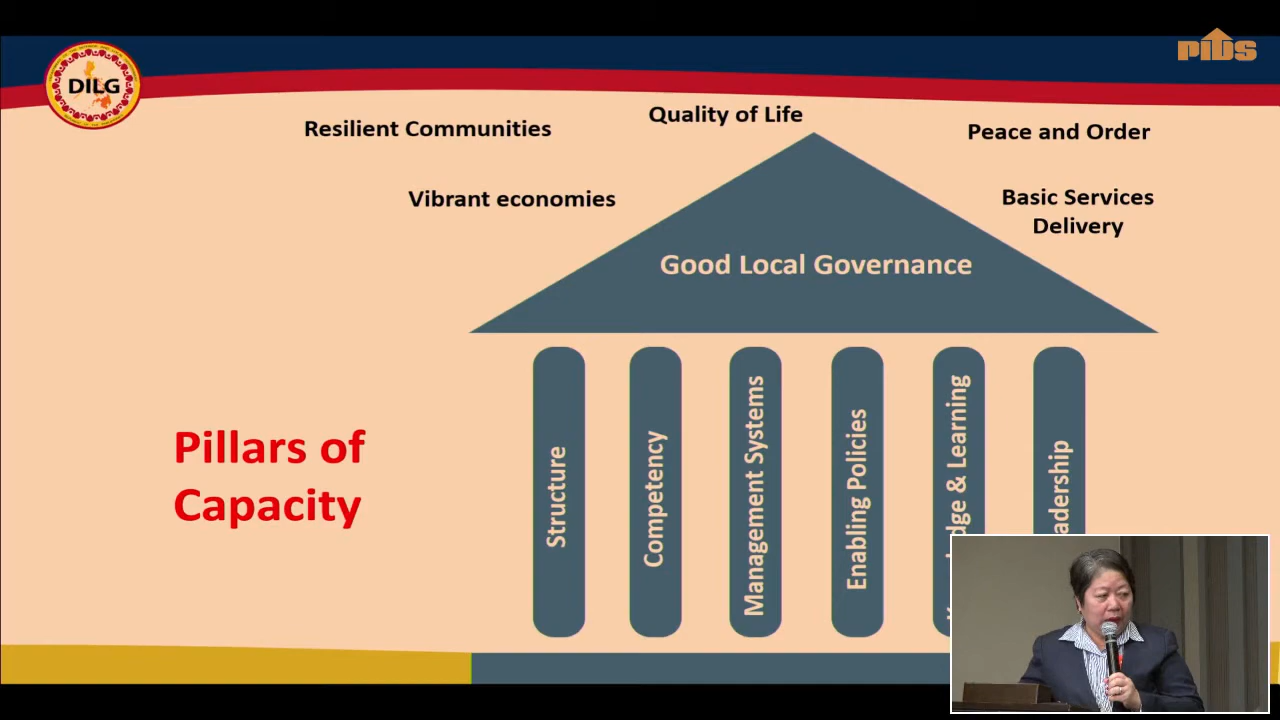 DILG
pids
Quality of Life
Resilient Communities
Peace and Order
Vibrant economies
Basic Services
Delivery
Good Local Governance
Pillars of
Capacity
Structure
Competency
Management Systems
Enabling Policies
& Learning